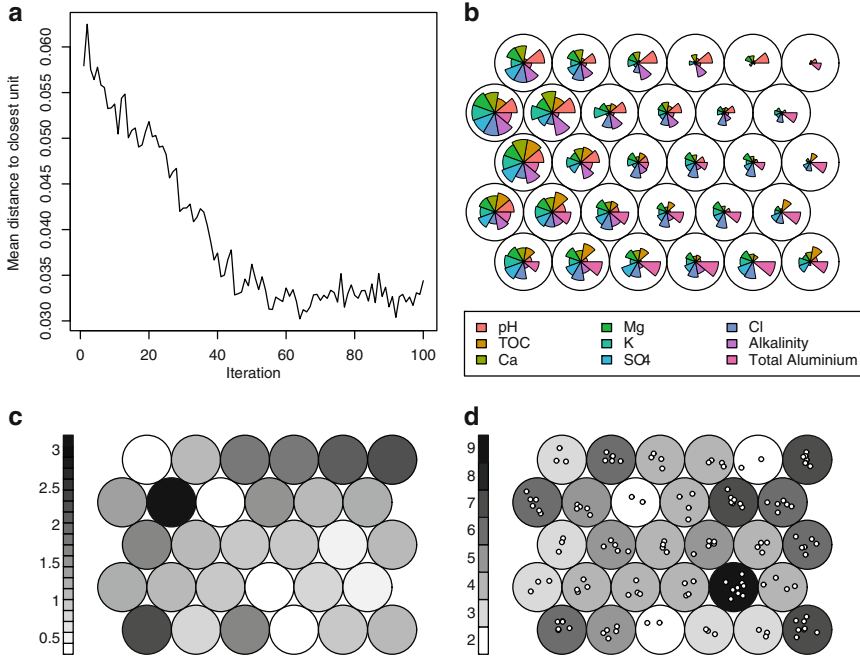 a
0.060
0.055
0.050
0.045
0.040
0.035
0.030
Mean distance to closest unit
0 20 40 60 80 100
Iteration
b
pH Mg Cl
TOC K Alkalinity
Ca SO4 Total Aluminium
c
3
2.5
2
1.5
1
0.5
d
9
8
7
6
5
4
3
2